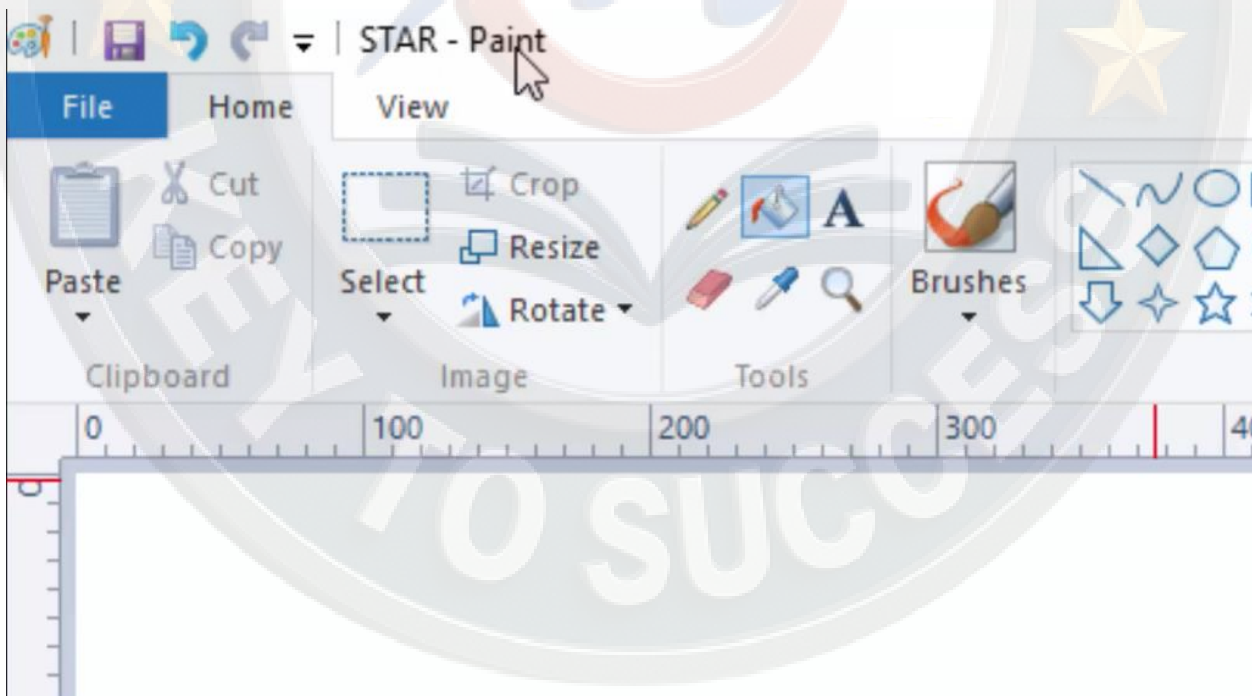 STAR - Paint
File Home View
Cut
Crop
A
Copy
Resize
Paste
Select
Brushes
Rotate
Clipboard
Image
Tools
0 100 200 300
0
KEY TO SUCCESS